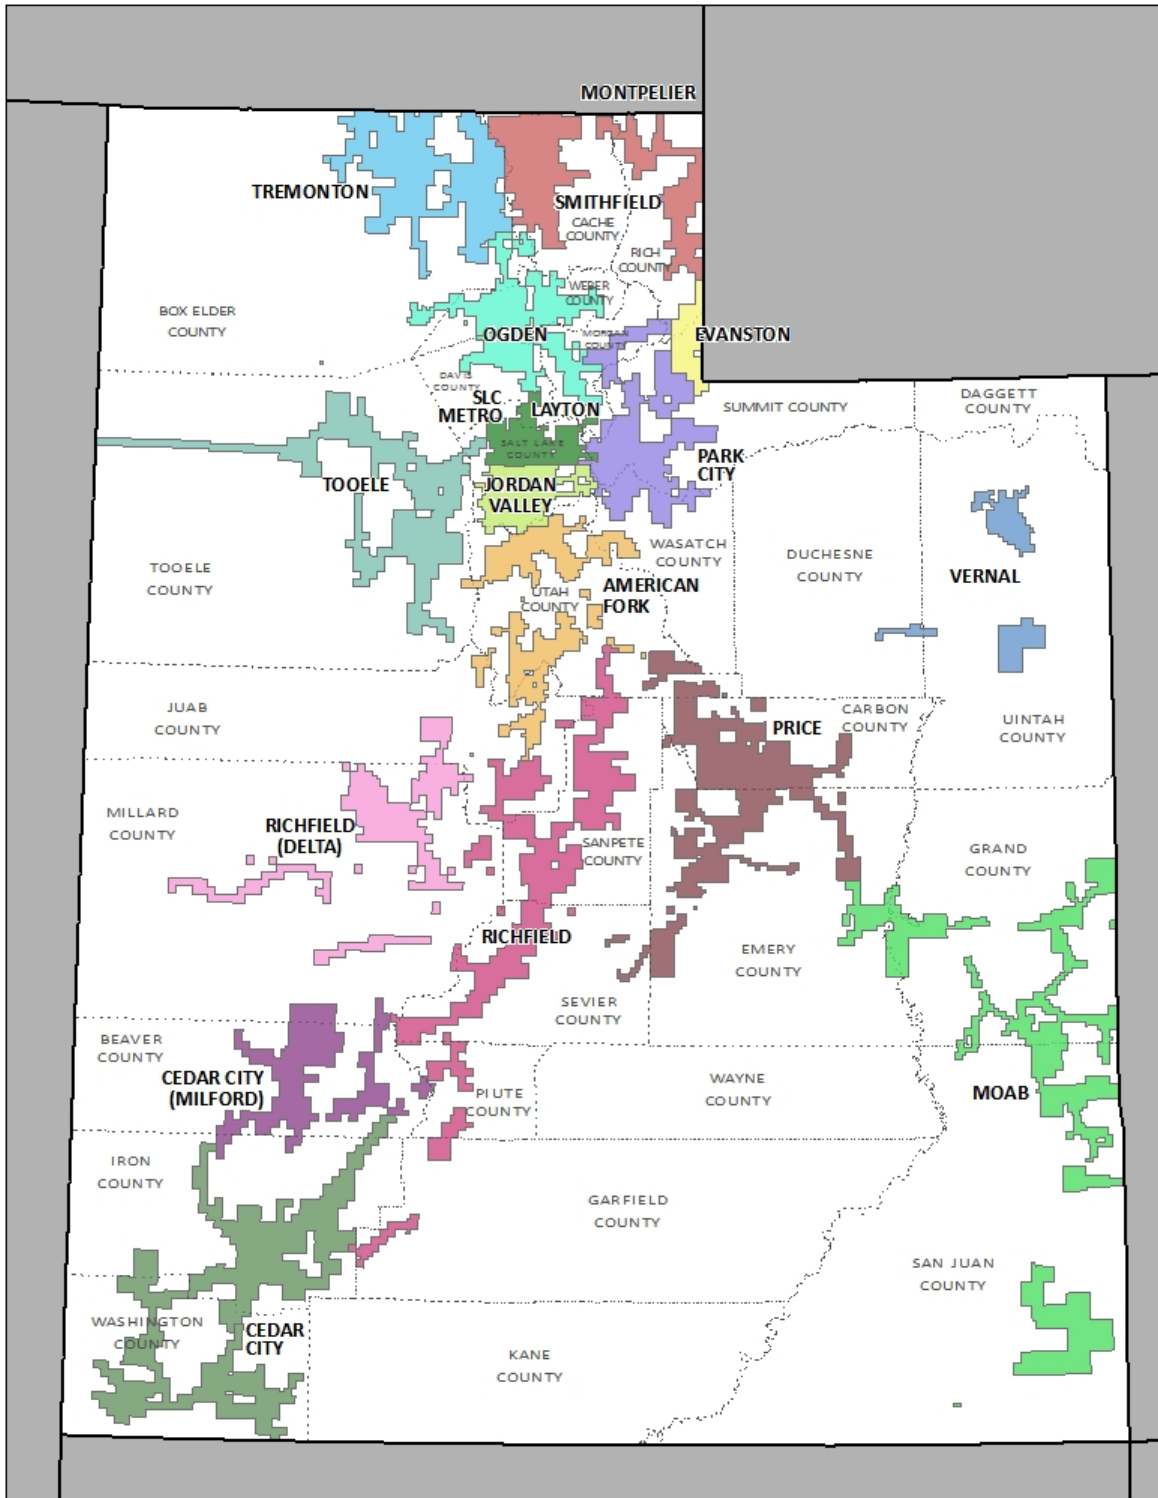 MONTPELIER
TREMONTON
SMITHFIELD
CACHE
COUNTY
RICH
COUNTY
WEBER
COUNTY
BOX ELDER
COUNTY
OGDEN
MORGAN
COUNTY
EVANSTON
DAVIS
COUNTY
SLC
METRO
LAYTON
SUMMIT COUNTY
DAGGETT
COUNTY
SALT LAKE
COUNTY
PARK
CITY
TOOELE
JORDAN
VALLEY
WASATCH
COUNTY
DUCHESNE
COUNTY
VERNAL
TOOELE
COUNTY
UTAH
COUNTY
AMERICAN
FORK
JUAB
COUNTY
PRICE
CARBON
COUNTY
UINTAH
COUNTY
MILLARD
COUNTY
RICHFIELD
(DELTA)
SANPETE
COUNTY
GRAND
COUNTY
RICHFIELD
EMERY
COUNTY
SEVIER
COUNTY
BEAVER
COUNTY
CEDAR CITY
(MILFORD)
PIUTE
COUNTY
WAYNE
COUNTY
MOAB
IRON
COUNTY
GARFIELD
COUNTY
SAN JUAN
COUNTY
WASHINGTON
COUNTY
CEDAR
CITY
KANE
COUNTY